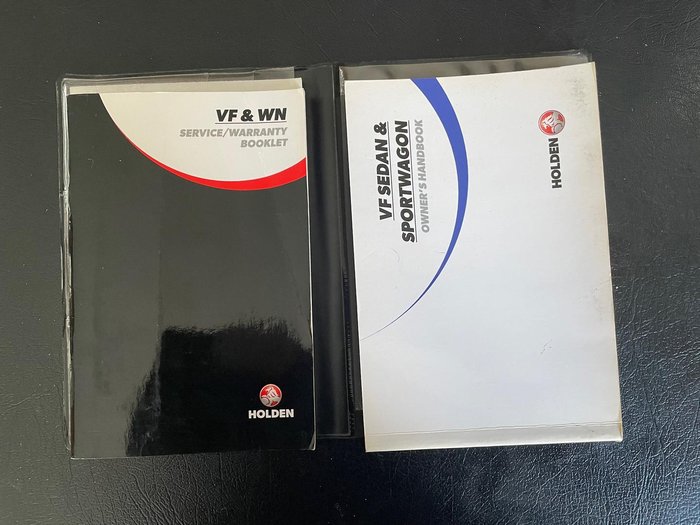 VF & WN
SERVICE/WARRANTY
BOOKLET
HOLDEN
VF SEDAN &
SPORTWAGON
OWNER'S HANDBOOK
HOLDEN